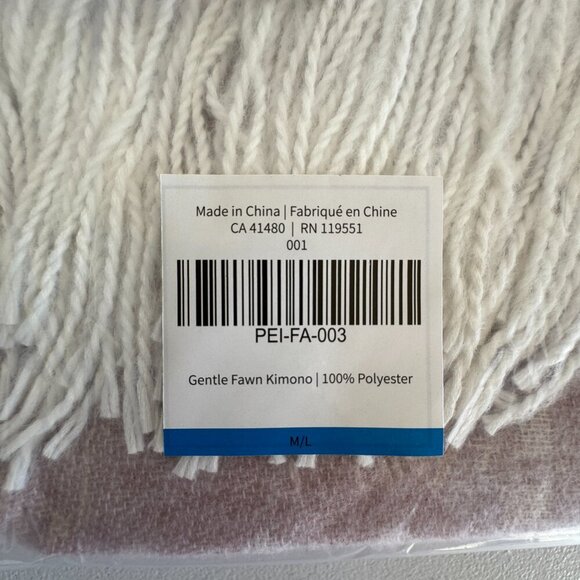 Made in China | Fabriqué en Chine
CA 41480 | RN 119551
001
PEI-FA-003
Gentle Fawn Kimono | 100% Polyester
M/L